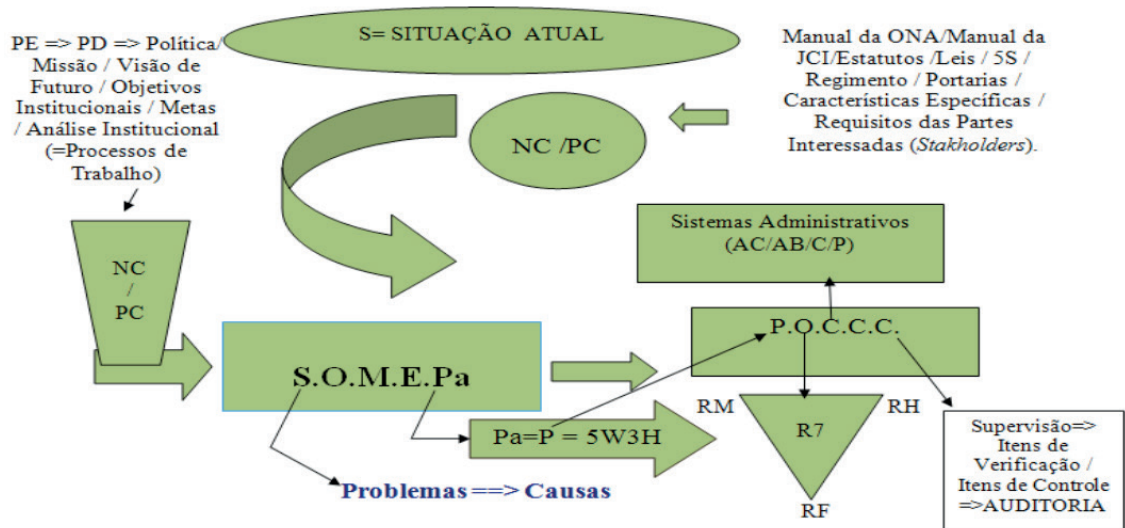 S= SITUAÇÃO ATUAL
PE => PD => Política/
Missão / Visão de
Futuro / Objetivos
Institucionais / Metas
/ Análise Institucional
(=Processos de
Trabalho)
Manual da ONA/Manual da
JCI/Estatutos /Leis / 5S /
Regimento / Portarias /
Características Específicas /
Requisitos das Partes
Interessadas (Stakholders).
NC /PC
Sistemas Administrativos
(AC/AB/C/P)
NC
/
PC
P.O.C.C.C.
S.O.M.E.Pa
RM
RH
R7
RF
Pa=P = 5W3H
Problemas ==> Causas
Supervisão=>
Itens de
Verificação /
Itens de Controle
=>AUDITORIA